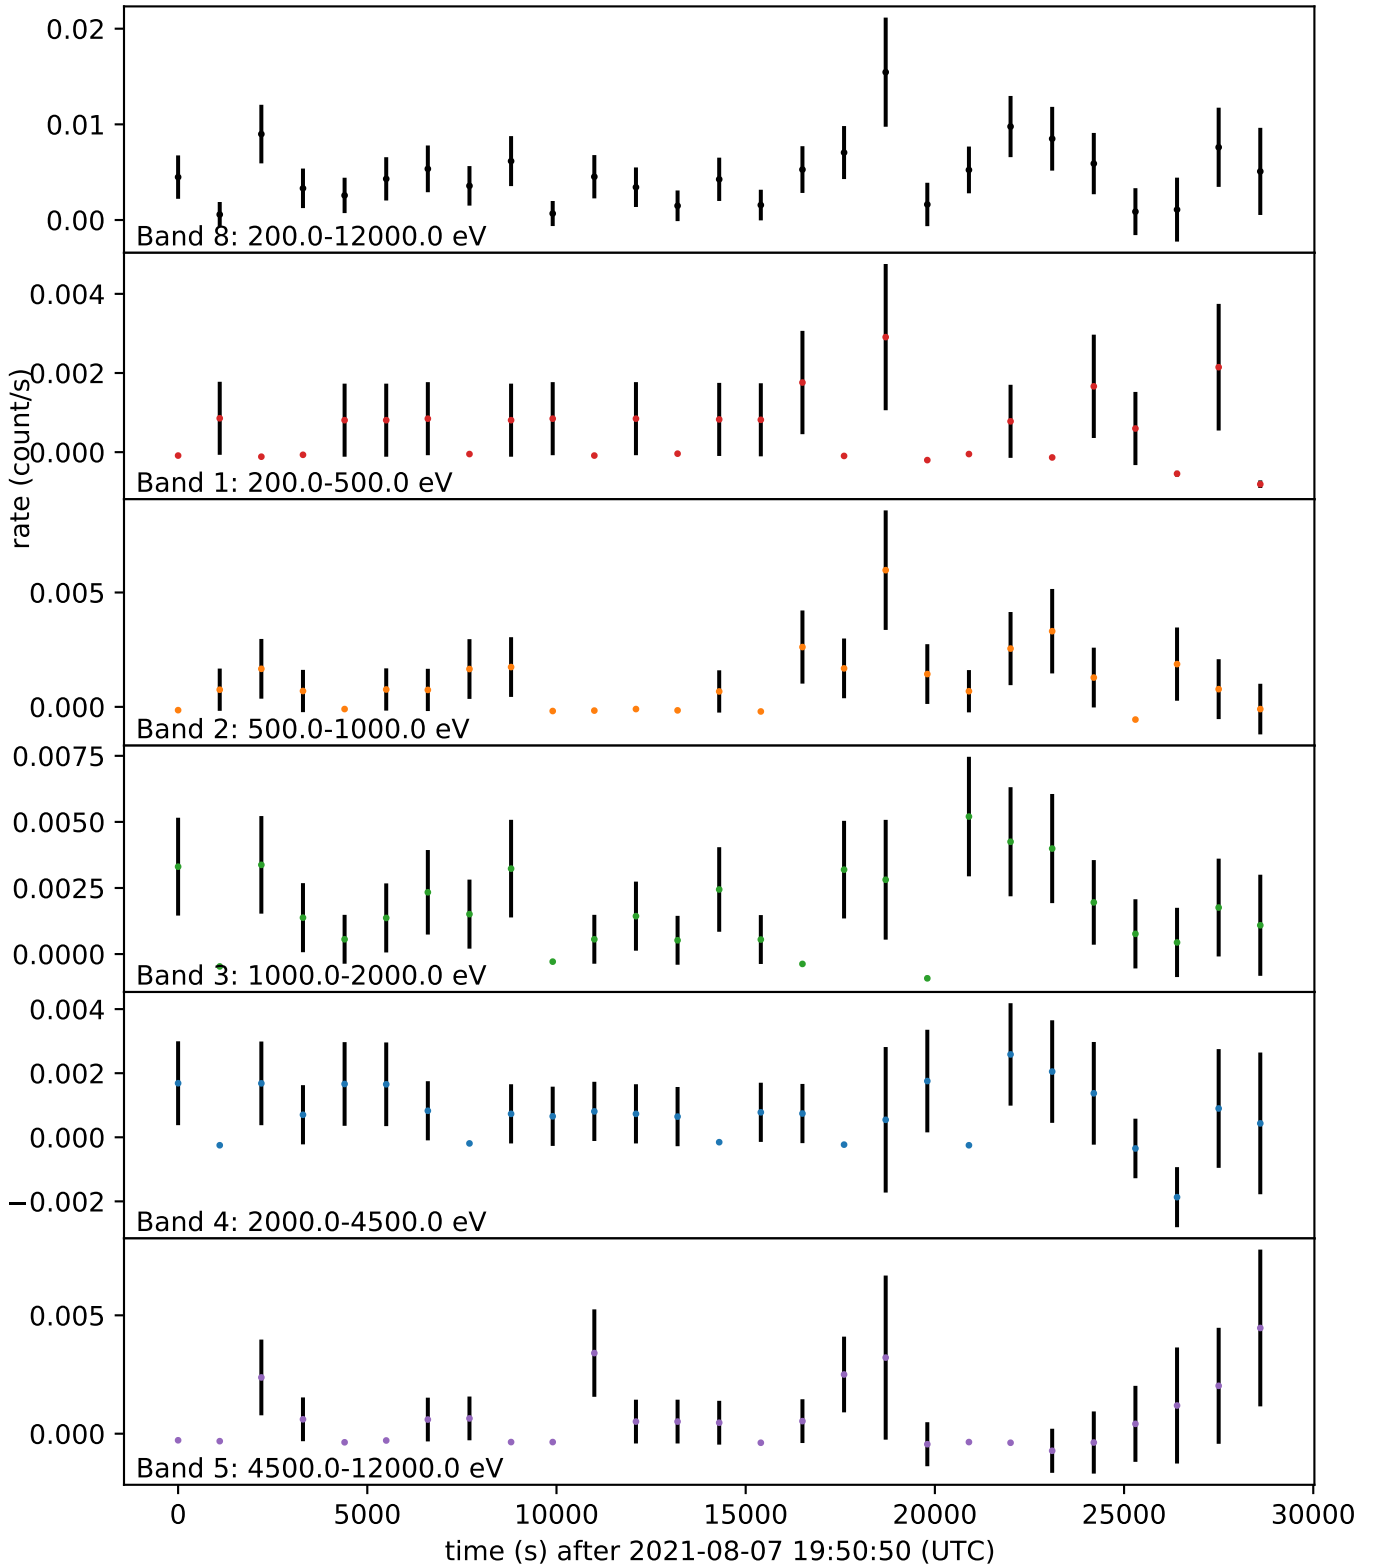 0.02
0.01
0.00
Band 8: 200.0-12000.0 eV
0.004
0.002
0.000
Band 1: 200.0-500.0 eV
rate (count/s)
0.005
0.000
Band 2: 500.0-1000.0 eV
0.0075
0.0050
0.0025
0.0000
Band 3: 1000.0-2000.0 eV
0.004
0.002
0.000
−0.002
Band 4: 2000.0-4500.0 eV
0.005
0.000
Band 5: 4500.0-12000.0 eV
0 5000 10000 15000 20000 25000 30000
time (s) after 2021-08-07 19:50:50 (UTC)